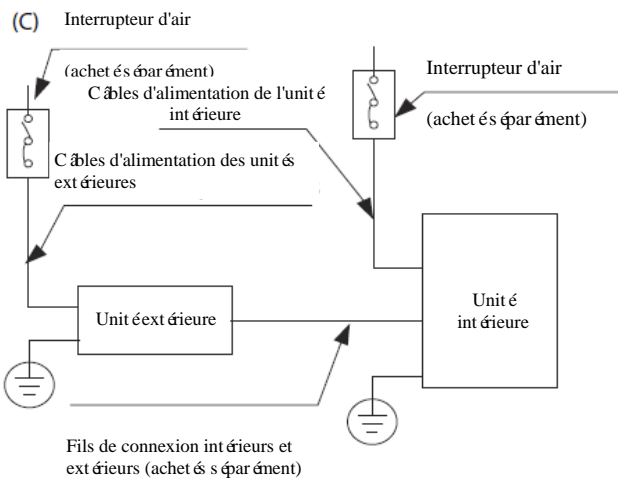 (C)
Interrupteur d'air
(achetés séparément)
Câbles d'alimentation de l'unité
intérieure
Interrupteur d'air
(achetés séparément)
Câbles d'alimentation des unités
extérieures
Unité extérieure
Unité
intérieure
Fils de connexion intérieurs et
extérieurs (achetés séparément)